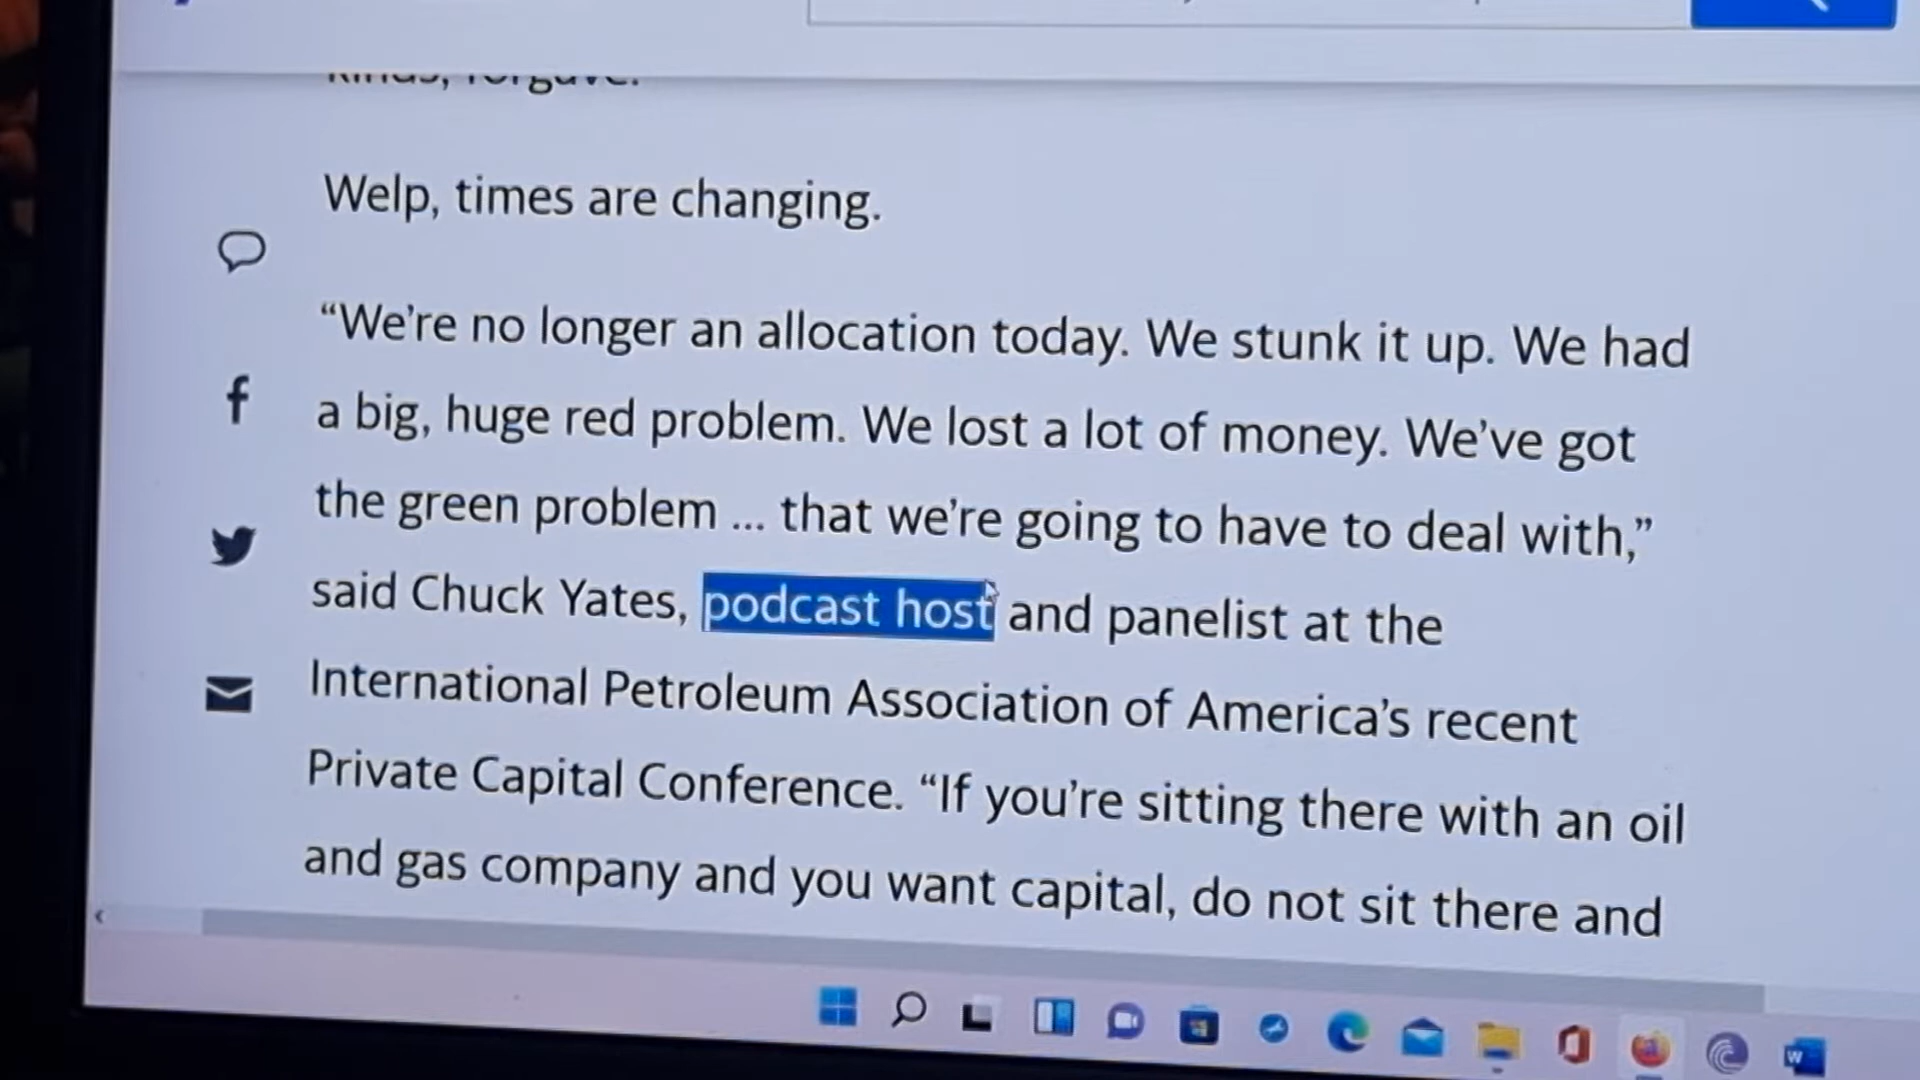 Welp, times are changing.
“We’re no longer an allocation today. We stunk it up. We had
a big, huge red problem. We lost a lot of money. We’ve got
the green problem ... that we’re going to have to deal with,”
said Chuck Yates, podcast host and panelist at the
International Petroleum Association of America’s recent
Private Capital Conference. “If you’re sitting there with an oil
and gas company and you want capital, do not sit there and